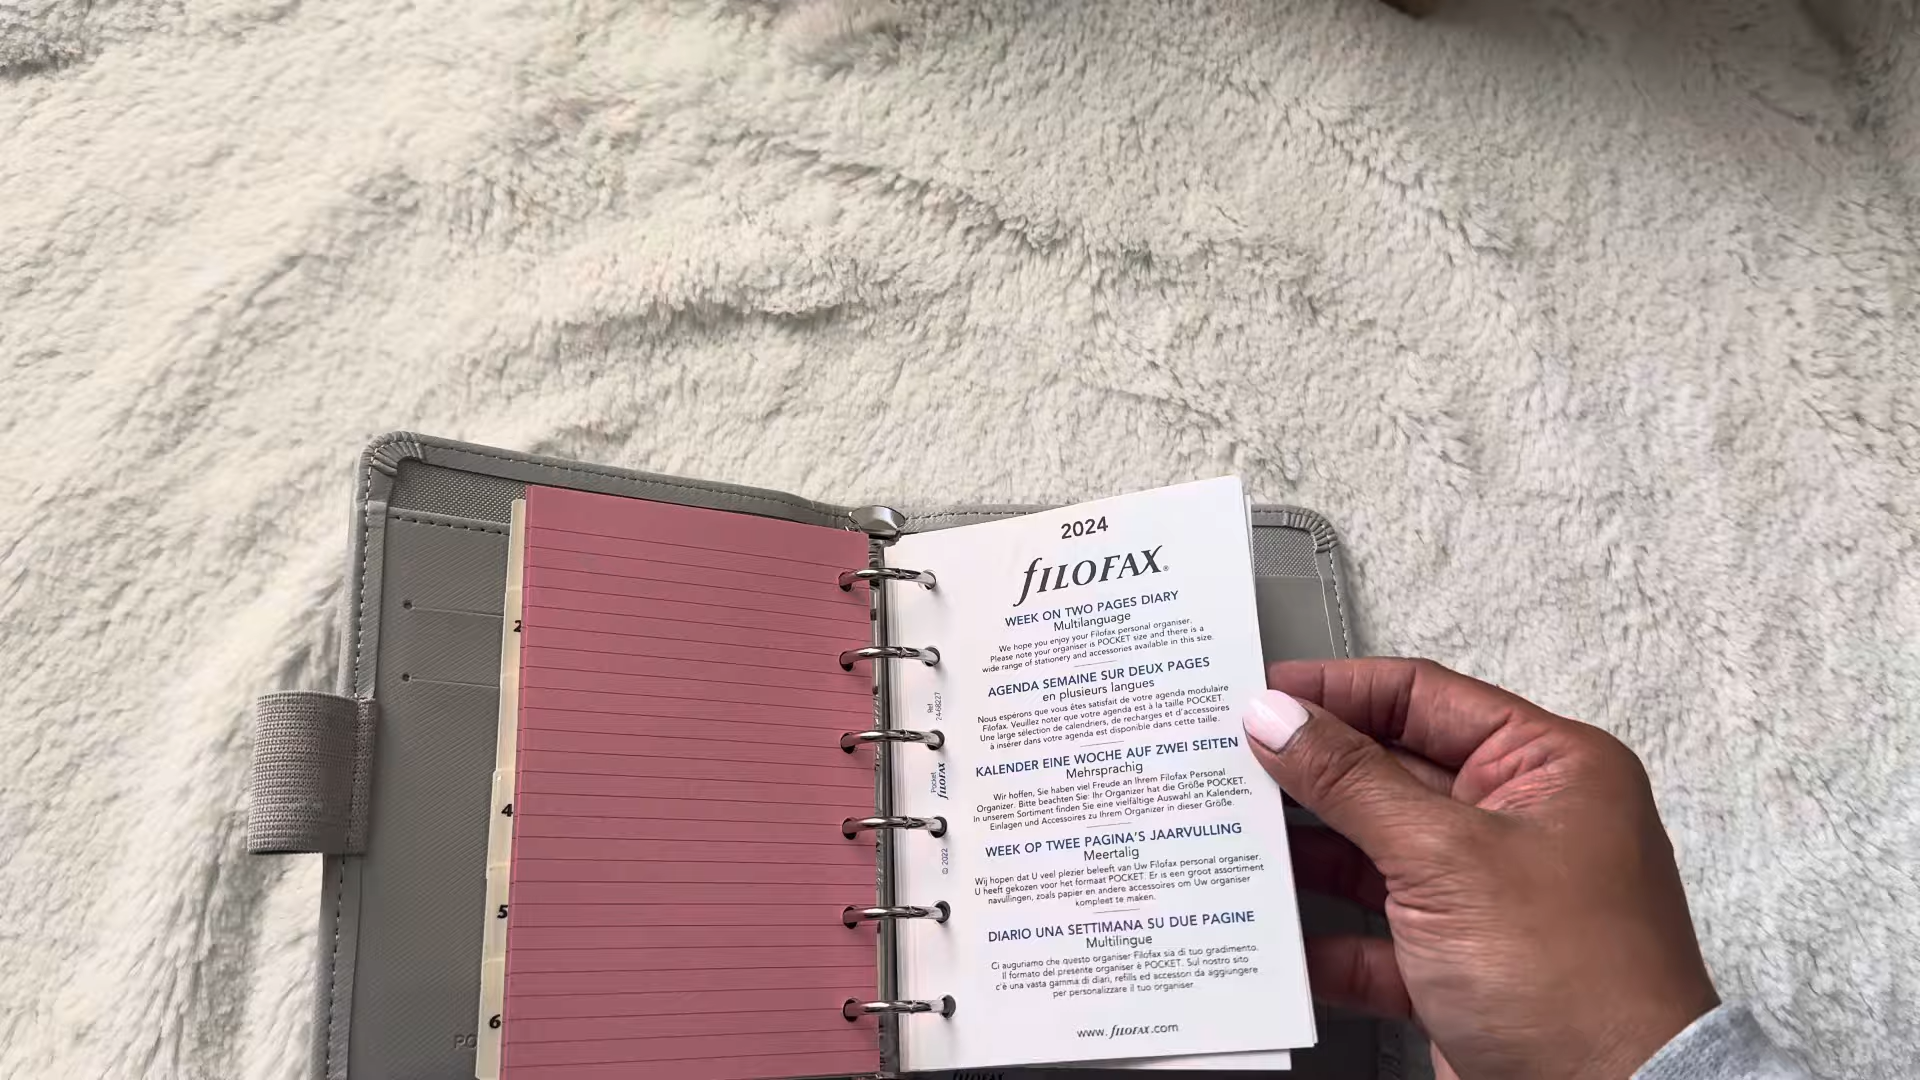 2
4
5
6
PO
2024
fILOFAX®
WEEK ON TWO PAGES DIARY
Multilanguage
We hope you enjoy your Filofax personal organiser.
Please note your organiser is POCKET size and there is a
wide range of stationery and accessories available in this size.
AGENDA SEMAINE SUR DEUX PAGES
en plusieurs langues
Nous espérons que vous êtes satisfait de votre agenda modulaire
Filofax. Veuillez noter que votre agenda est à la taille POCKET.
Une large sélection de calendriers, de recharges et d'accessoires
à insérer dans votre agenda est disponible dans cette taille.
KALENDER EINE WOCHE AUF ZWEI SEITEN
Mehrsprachig
Wir hoffen, Sie haben viel Freude an Ihrem Filofax Personal
Organizer. Bitte beachten Sie: Ihr Organizer hat die Größe POCKET.
In unserem Sortiment finden Sie eine vielfältige Auswahl an Kalendern,
Einlagen und Accessoires zu Ihrem Organizer in dieser Größe.
WEEK OP TWEE PAGINA'S JAARVULLING
Meertalig
Wij hopen dat U veel plezier beleeft van Uw Filofax personal organiser.
U heeft gekozen voor het formaat POCKET. Er is een groot assortiment
navullingen, zoals papier en andere accessoires om Uw organiser
kompleet te maken.
DIARIO UNA SETTIMANA SU DUE PAGINE
Multilingue
Ci auguriamo che questo organiser Filofax sia di tuo gradimento.
Il formato del presente organiser è POCKET. Sul nostro sito
c'è una vasta gamma di diari, refills ed accessori da aggiungere
per personalizzare il tuo organiser.
www.fILOFAX.com
Ref
24-68227
Pocket
fILOFAX
© 2022
fILOFAX